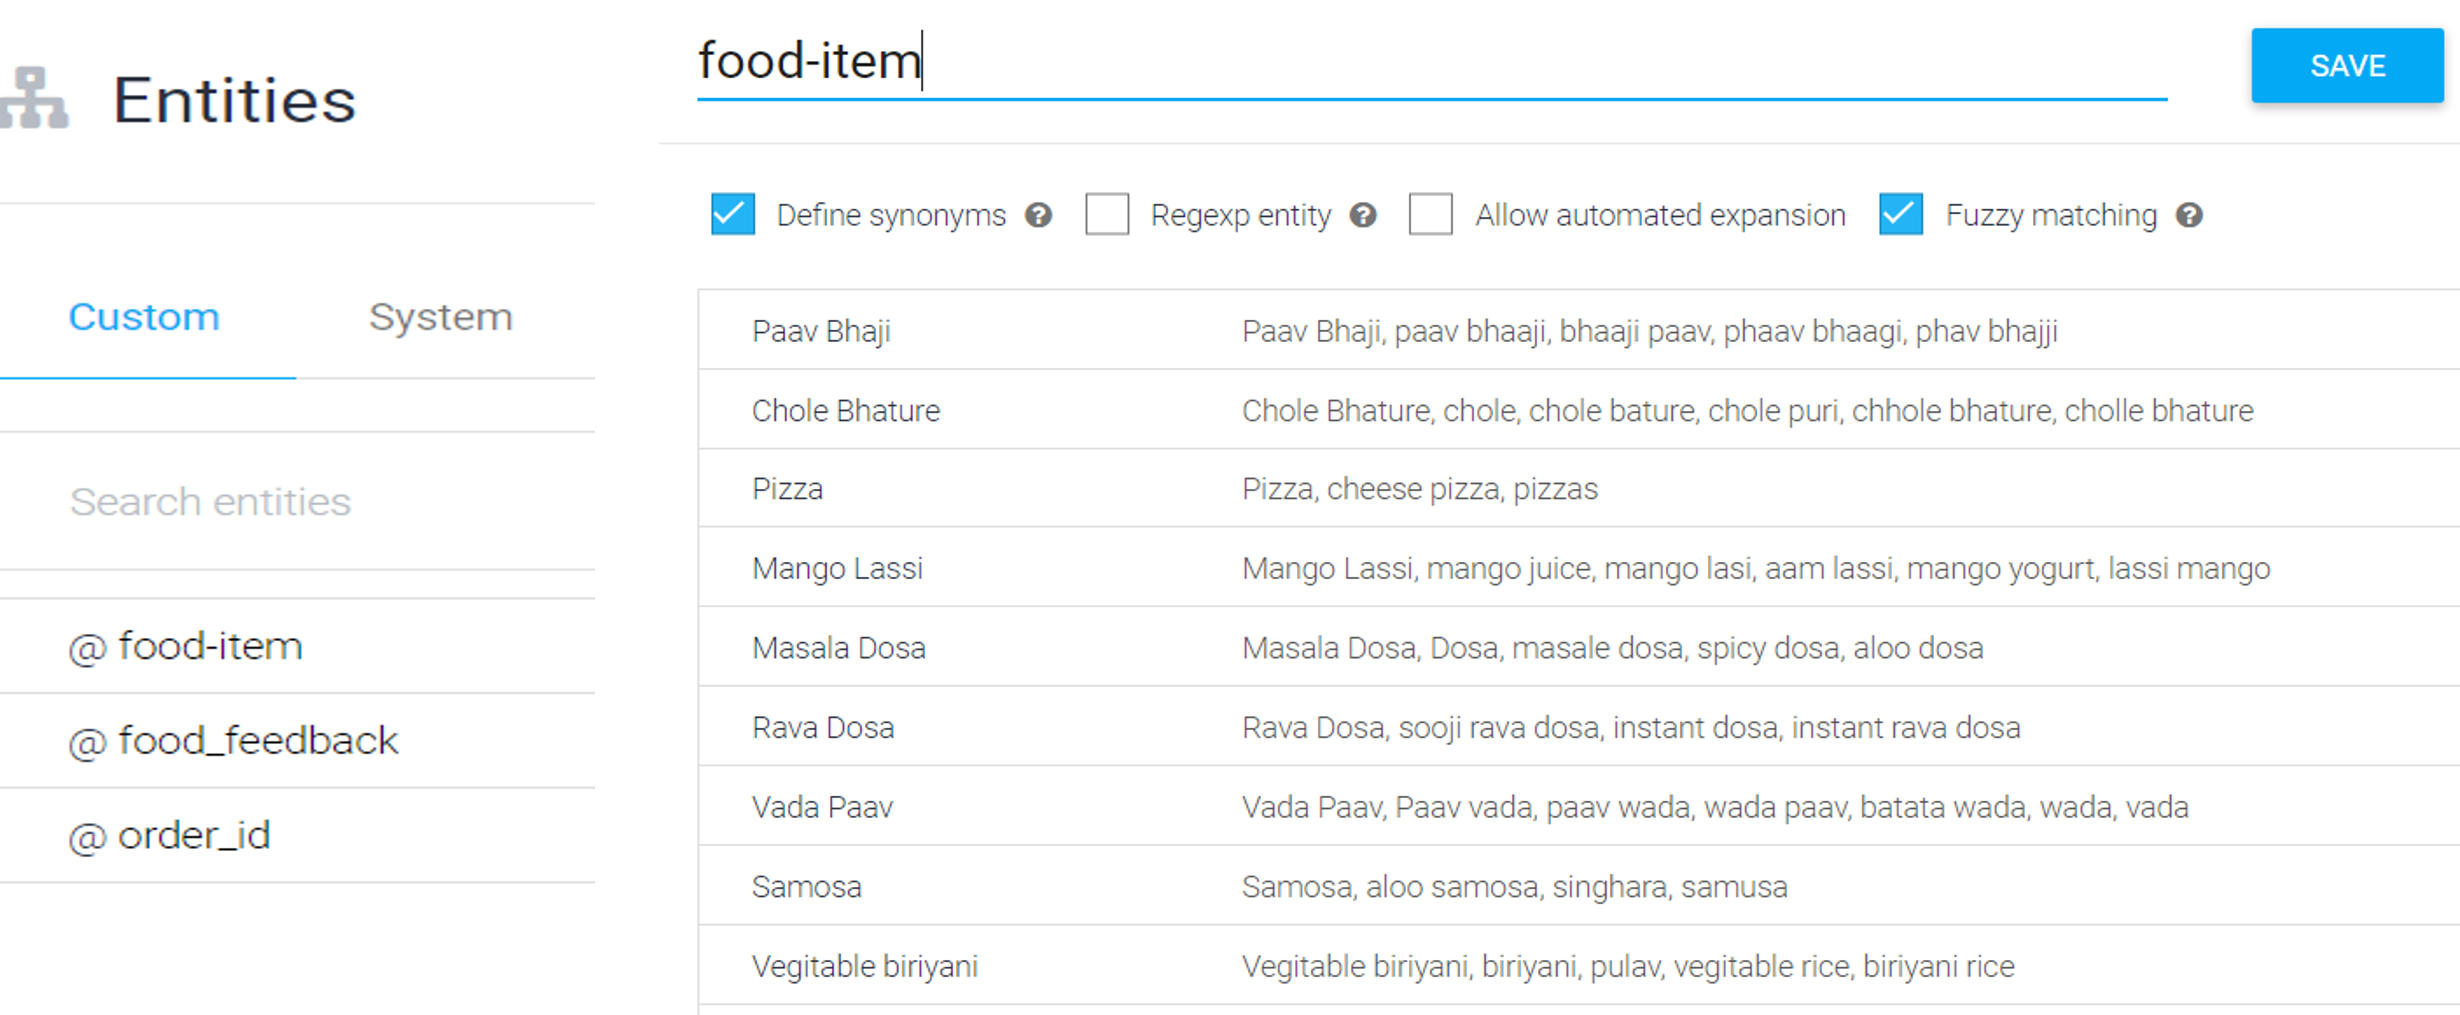 Entities
Custom System
Search entities
@ food-item
@ food_feedback
@ order_id
food-item
SAVE
Define synonyms ? Regexp entity ? Allow automated expansion Fuzzy matching ?
Paav Bhaji Paav Bhaji, paav bhaaji, bhaaji paav, phaav bhaagi, phav bhajji
Chole Bhature Chole Bhature, chole, chole bature, chole puri, chhole bhature, cholle bhature
Pizza Pizza, cheese pizza, pizzas
Mango Lassi Mango Lassi, mango juice, mango lasi, aam lassi, mango yogurt, lassi mango
Masala Dosa Masala Dosa, Dosa, masale dosa, spicy dosa, aloo dosa
Rava Dosa Rava Dosa, sooji rava dosa, instant dosa, instant rava dosa
Vada Paav Vada Paav, Paav vada, paav wada, wada paav, batata wada, wada, vada
Samosa Samosa, aloo samosa, singhara, samusa
Vegitable biriyani Vegitable biriyani, biriyani, pulav, vegitable rice, biriyani rice